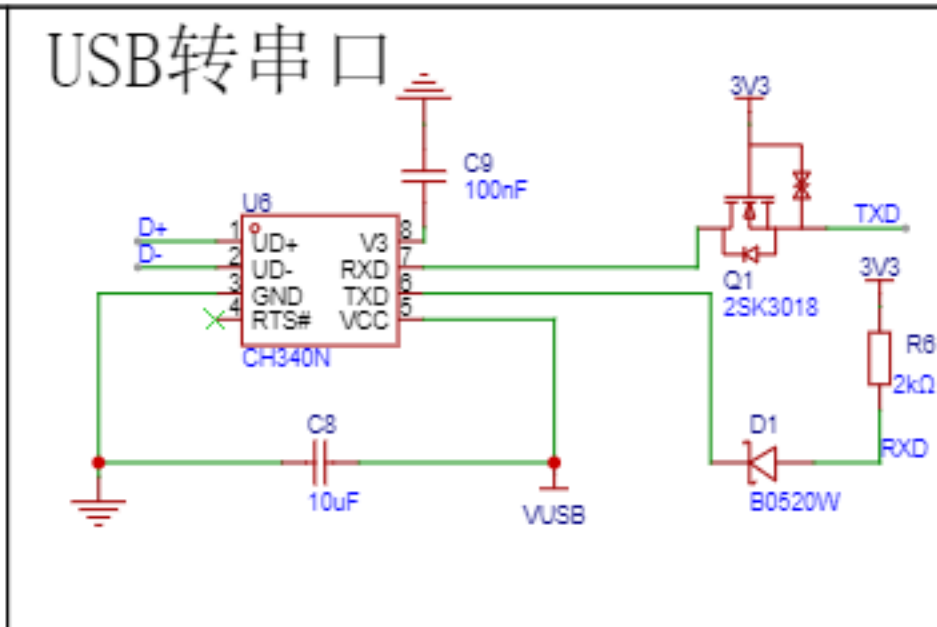 USB转串口
3V3
C9
100nF
U6
D+
1
UD+
V3
8
TXD
D-
2
UD-
RXD
7
3V3
3
GND
TXD
6
Q1
4
RTS#
VCC
5
2SK3018
CH340N
R6
2kΩ
C8
D1
RXD
10uF
VUSB
B0520W